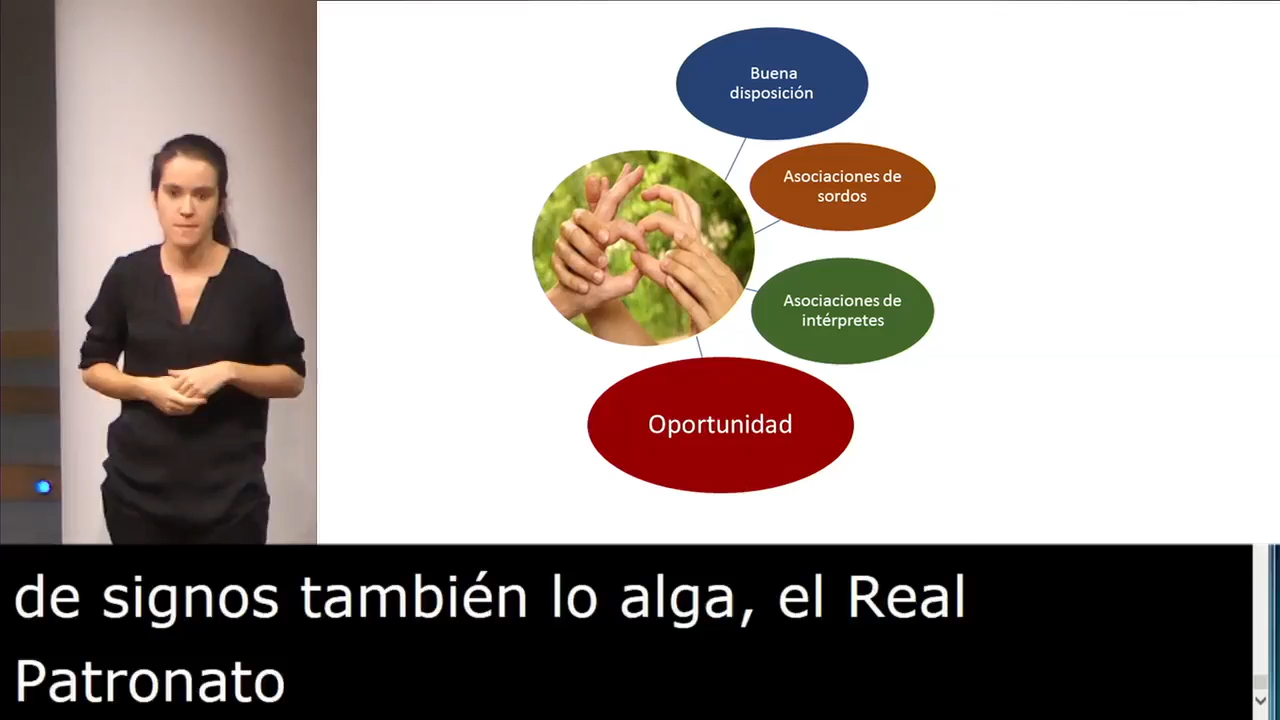 Buena
disposición
Asociaciones de
sordos
Asociaciones de
intérpretes
Oportunidad
de signos también lo alga, el Real
Patronato